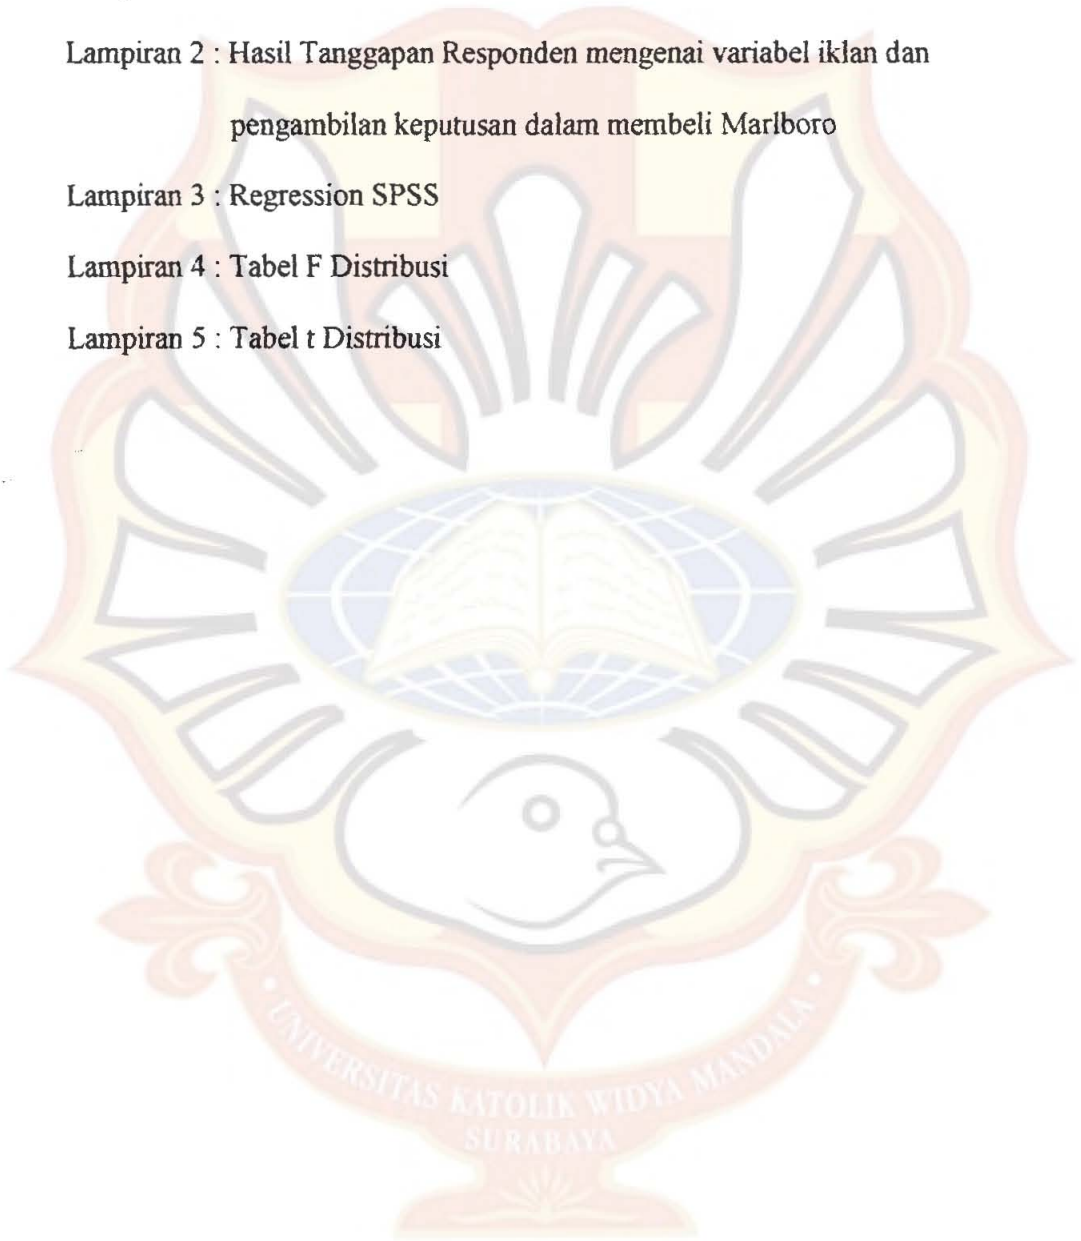 Lampiran 2 : Hasil Tanggapan Responden mengenai variabel iklan dan
pengambilan keputusan dalam membeli Marlboro
Lampiran 3 : Regression SPSS
Lampiran 4 : Tabel F Distribusi
Lampiran 5 : Tabel t Distribusi
UNIVERSITAS KATOLIK WIDYA MANDALA
SURABAYA